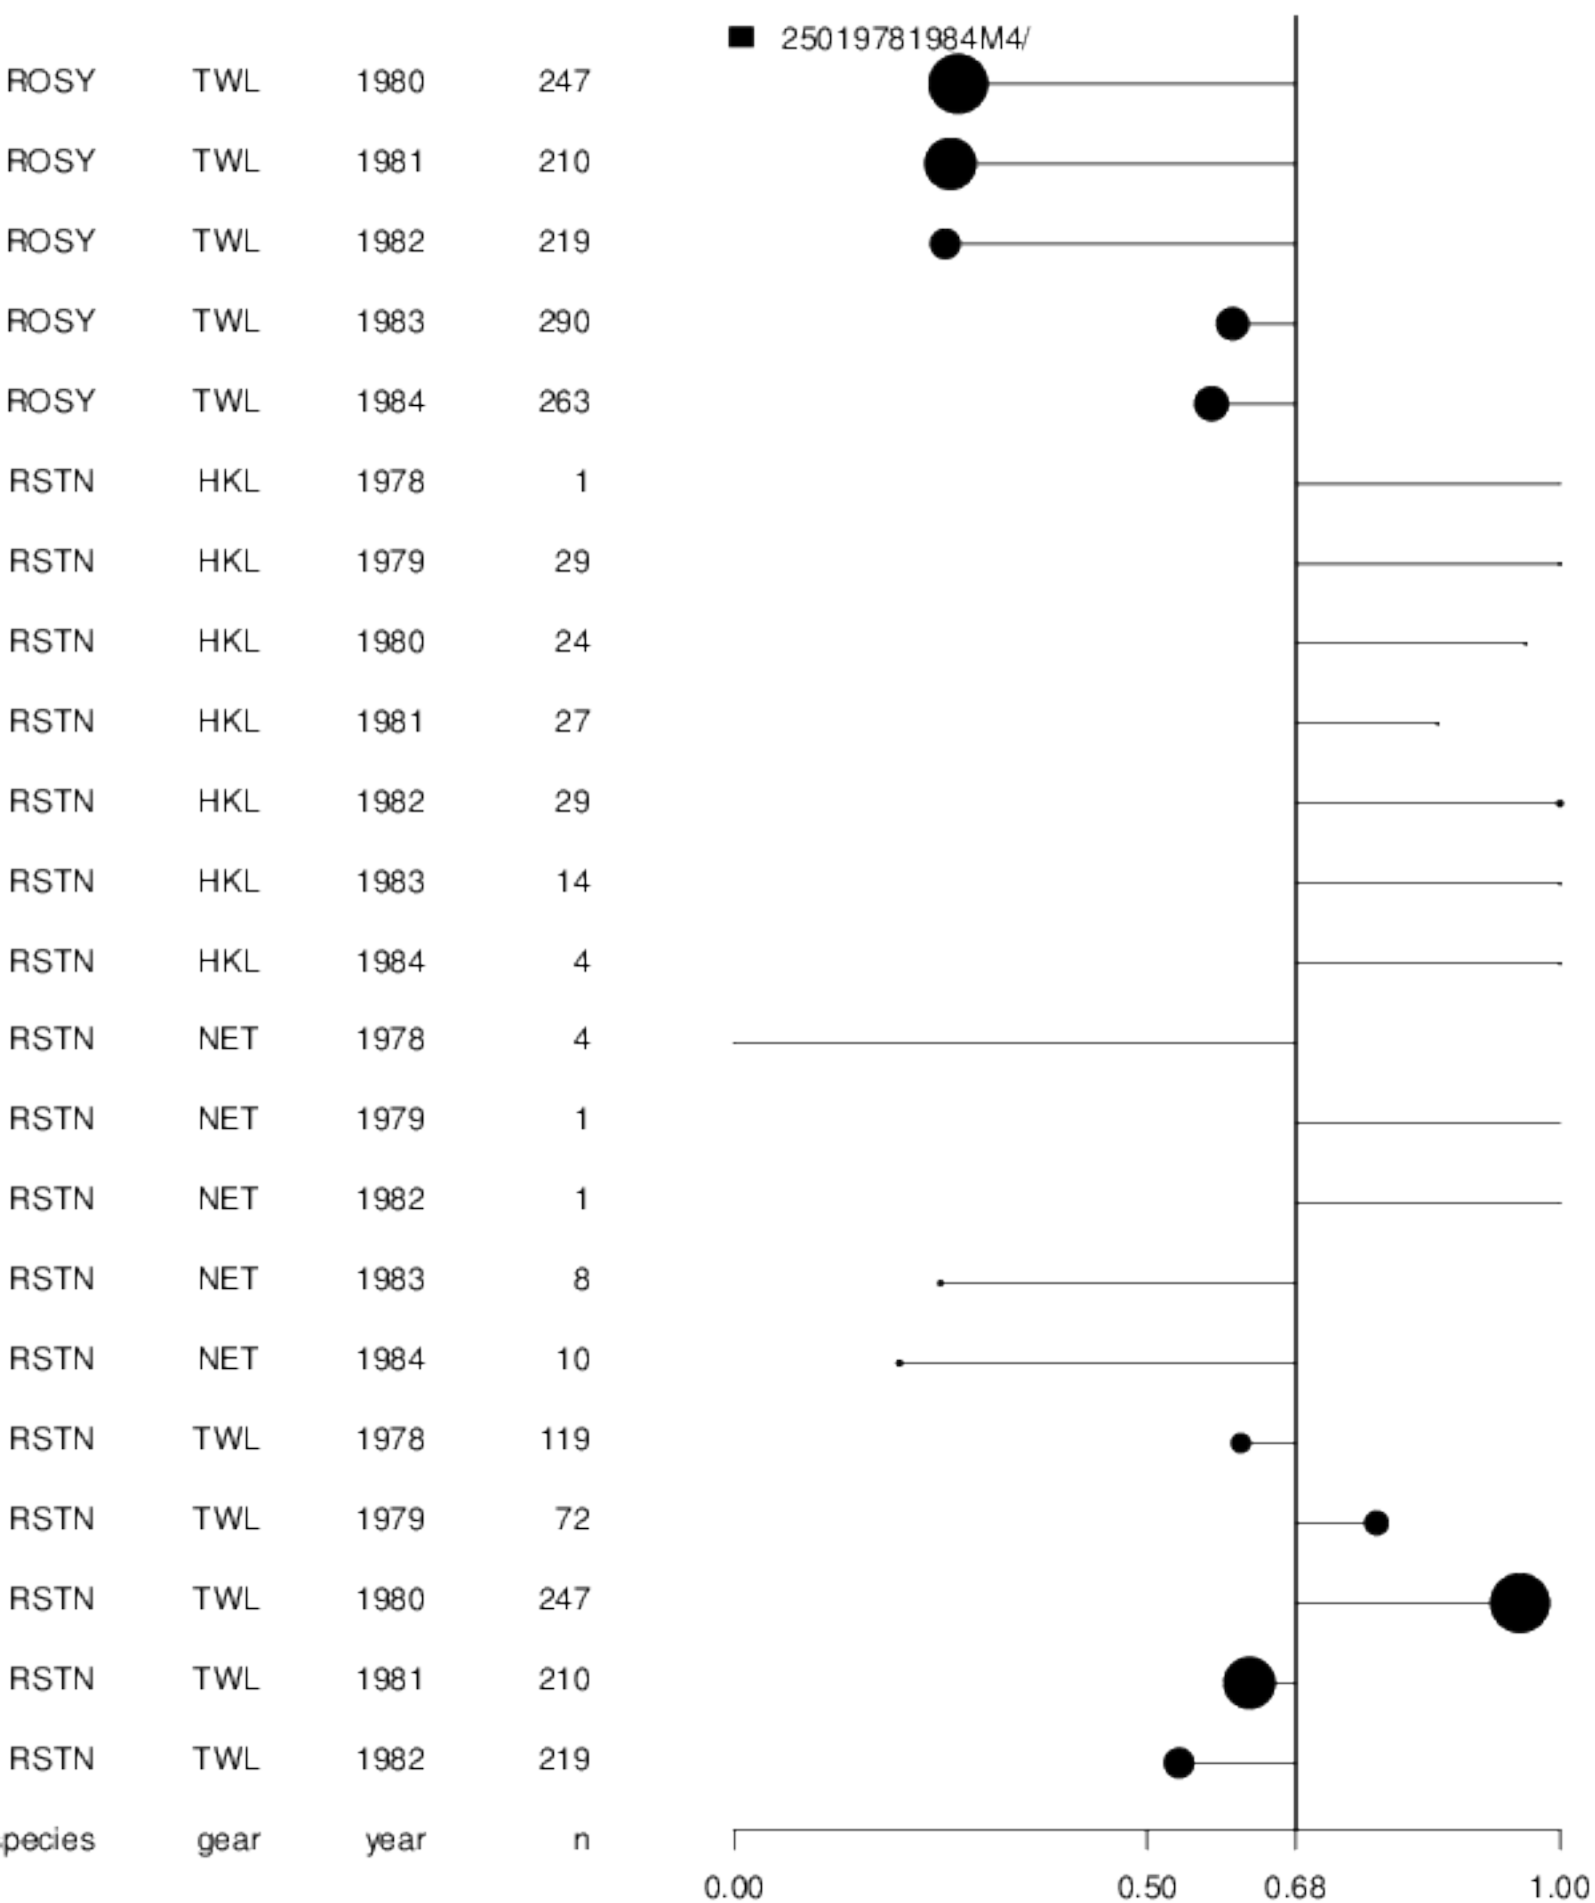 25019781984M4/
ROSY TWL 1980 247
ROSY TWL 1981 210
ROSY TWL 1982 219
ROSY TWL 1983 290
ROSY TWL 1984 263
RSTN HKL 1978 1
RSTN HKL 1979 29
RSTN HKL 1980 24
RSTN HKL 1981 27
RSTN HKL 1982 29
RSTN HKL 1983 14
RSTN HKL 1984 4
RSTN NET 1978 4
RSTN NET 1979 1
RSTN NET 1982 1
RSTN NET 1983 8
RSTN NET 1984 10
RSTN TWL 1978 119
RSTN TWL 1979 72
RSTN TWL 1980 247
RSTN TWL 1981 210
RSTN TWL 1982 219
pecies gear year n
0.00 0.50 0.68 1.00